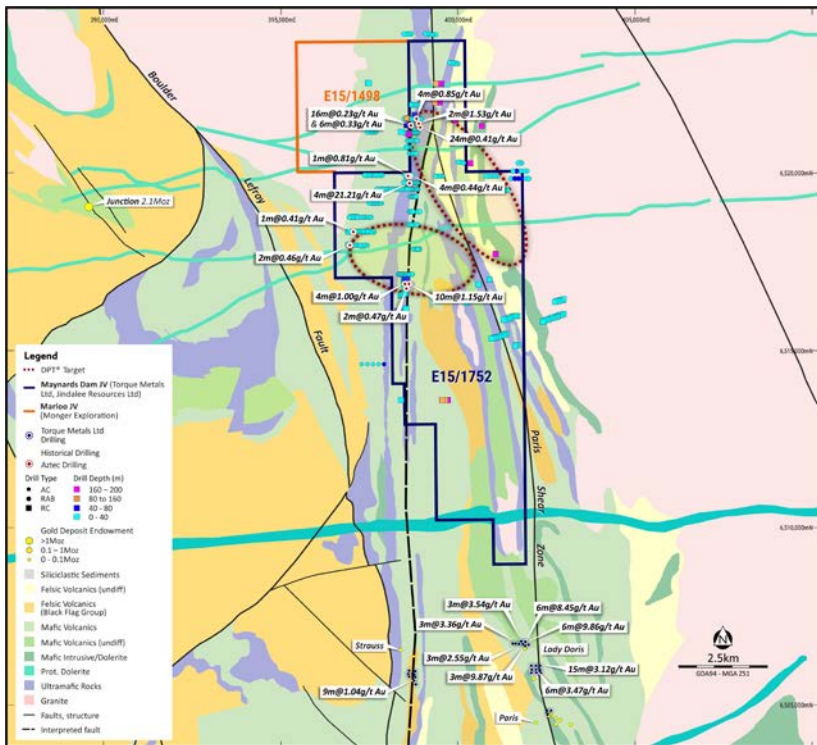 390,000mE
395,000mE
400,000mE
405,000mE
Boulder
E15/1498
4m@0.85g/t Au
16m@0.23g/t Au
& 6m@0.33g/t Au
2m@1.53g/t Au
24m@0.41g/t Au
1m@0.81g/t Au
6,520,000mN
Lefroy
4m@21.21g/t Au
4m@0.44g/t Au
Junction 2.1Moz
1m@0.41g/t Au
2m@0.46g/t Au
4m@1.00g/t Au
10m@1.15g/t Au
2m@0.47g/t Au
Fault
6,515,000mN
E15/1752
Paris
Shear
Zone
6,510,000mN
Legend
DPT® Target
Maynards Dam JV (Torque Metals
Ltd, Jindalee Resources Ltd)
Marloo JV
(Monger Exploration)
Torque Metals Ltd
Drilling
Historical Drilling
Aztec Drilling
Drill Type
Drill Depth (m)
AC
160 – 200
RAB
80 to 160
RC
40 - 80
0 - 40
Gold Deposit Endowment
>1Moz
0.1 – 1Moz
0 - 0.1Moz
Siliciclastic Sediments
Felsic Volcanics (undiff)
Felsic Volcanics
(Black Flag Group)
Mafic Volcanics
Mafic Volcanics (undiff)
Mafic Intrusive/Dolerite
Prot. Dolerite
Ultramafic Rocks
Granite
Faults, structure
Interpreted fault
3m@3.54g/t Au
6m@8.45g/t Au
3m@3.36g/t Au
6m@9.86g/t Au
Strauss
Lady Doris
3m@2.55g/t Au
3m@9.87g/t Au
15m@3.12g/t Au
9m@1.04g/t Au
6m@3.47g/t Au
Paris
N
2.5km
GDA94 - MGA Z51
6,505,000mN